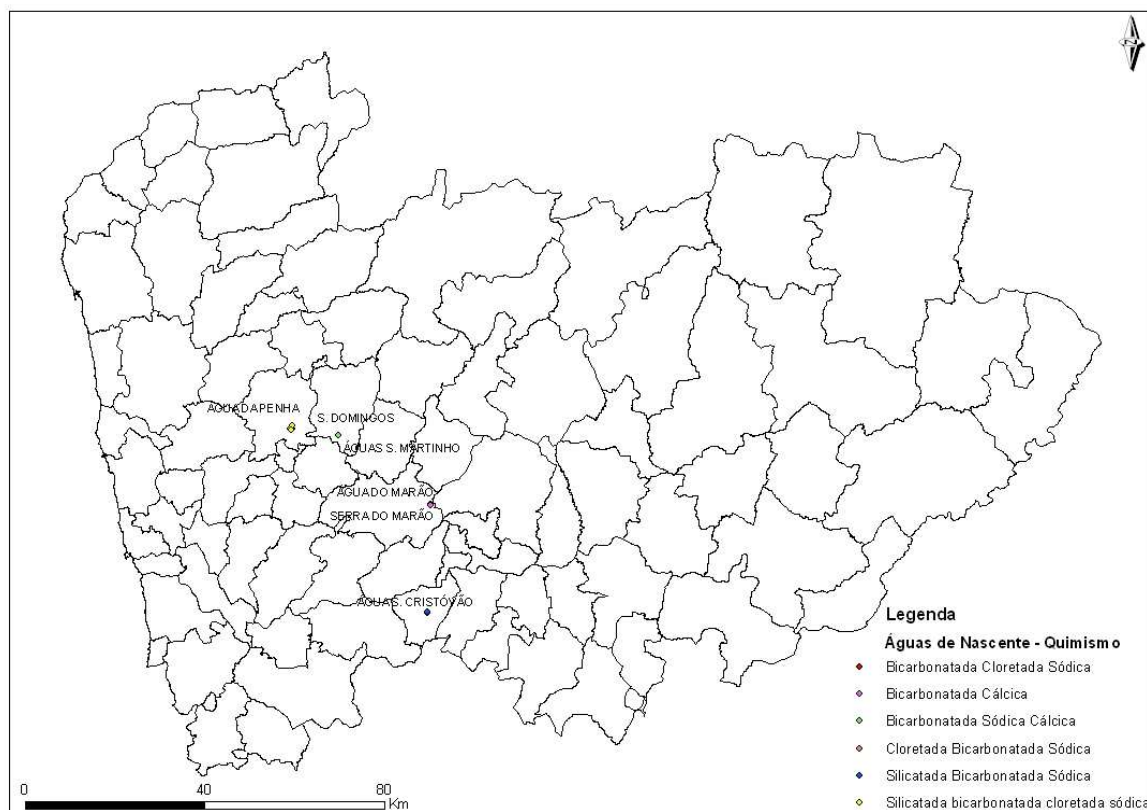 N
ÁGUA DA PENHA
S. DOMINGOS
ÁGUAS S. MARTINHO
ÁGUA DO MARÃO
SERRA DO MARÃO
ÁGUA S. CRISTÓVÃO
Legenda
Águas de Nascente - Quimismo
Bicarbonatada Cloretada Sódica
Bicarbonatada Cálcica
Bicarbonatada Sódica Cálcica
Cloretada Bicarbonatada Sódica
Silicatada Bicarbonatada Sódica
Silicatada bicarbonatada cloretada sódica
0 40 80
Km